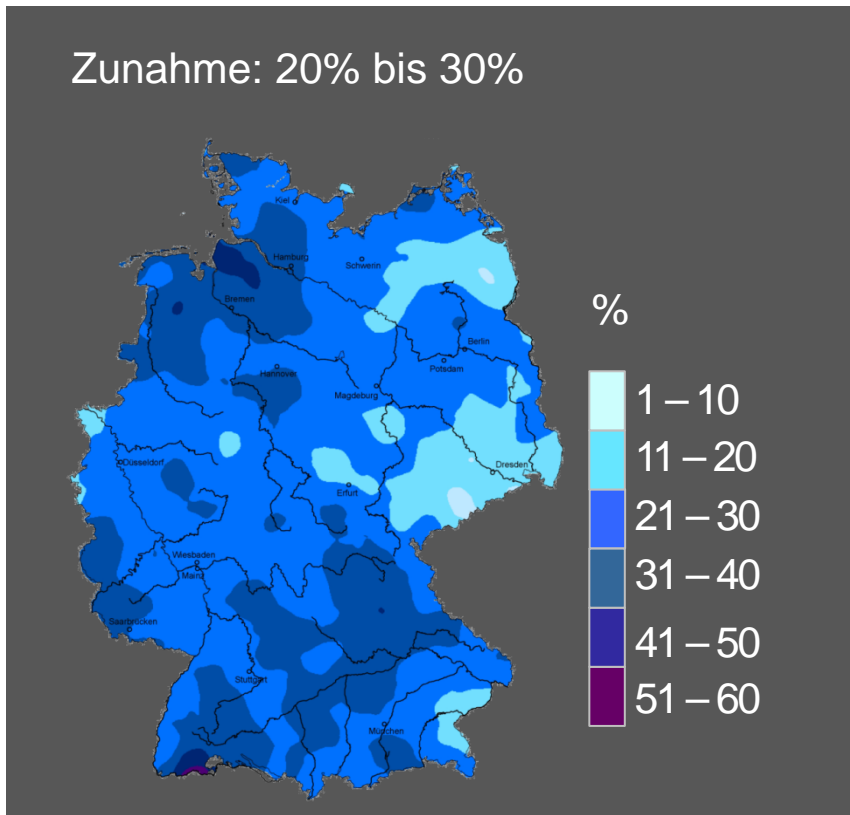 Zunahme: 20% bis 30%
Kiel
Hamburg
Schwerin
Bremen
Berlin
Potsdam
Hannover
Magdeburg
Düsseldorf
Dresden
Erfurt
Wiesbaden
Mainz
Saarbrücken
Stuttgart
München
%
1 – 10
11 – 20
21 – 30
31 – 40
41 – 50
51 – 60